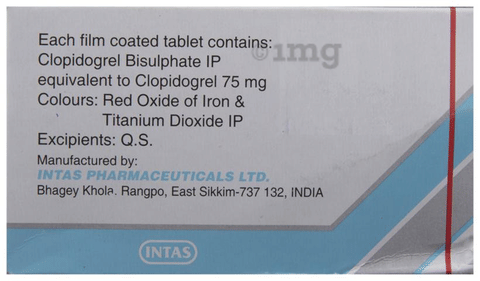 Each film coated tablet contains:
©1mg
Clopidogrel Bisulphate IP
equivalent to Clopidogrel 75 mg
Colours: Red Oxide of Iron &
Titanium Dioxide IP
Excipients: Q.S.
Manufactured by:
INTAS PHARMACEUTICALS LTD.
Bhagey Khola, Rangpo, East Sikkim-737 132, INDIA
INTAS